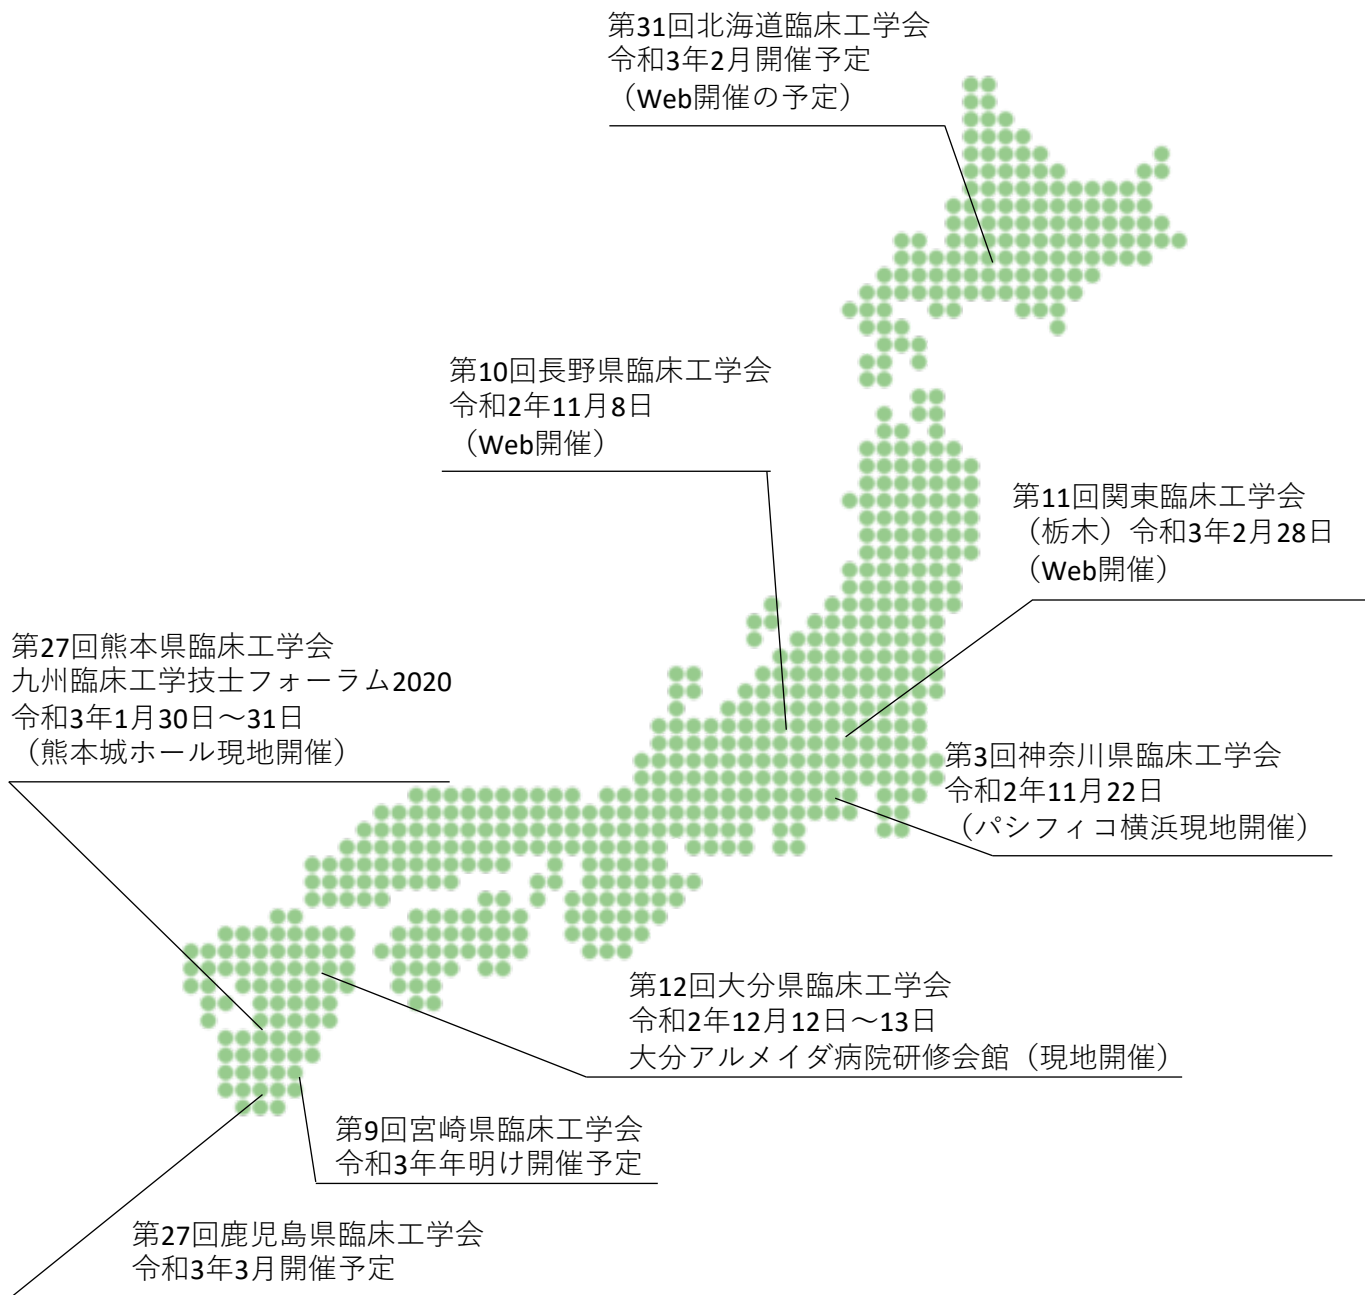 第31回北海道臨床工学会
令和3年2月開催予定
（Web開催の予定）
第10回長野県臨床工学会
令和2年11月8日
（Web開催）
第11回関東臨床工学会
（栃木）令和3年2月28日
（Web開催）
第27回熊本県臨床工学会
九州臨床工学技士フォーラム2020
令和3年1月30日～31日
（熊本城ホール現地開催）
第3回神奈川県臨床工学会
令和2年11月22日
（パシフィコ横浜現地開催）
第12回大分県臨床工学会
令和2年12月12日～13日
大分アルメイダ病院研修会館（現地開催）
第9回宮崎県臨床工学会
令和3年年明け開催予定
第27回鹿児島県臨床工学会
令和3年3月開催予定